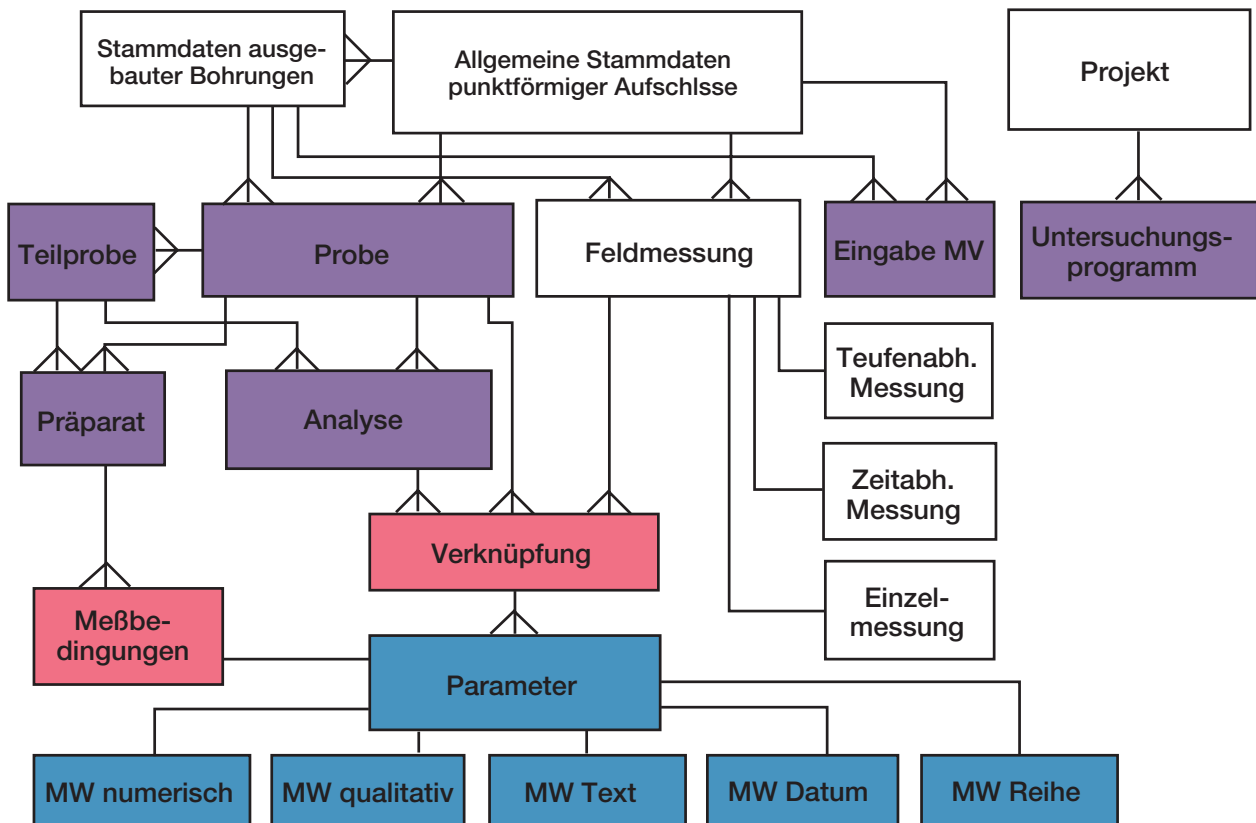 Stammdaten ausge-
bauter Bohrungen
Allgemeine Stammdaten
punktförmiger Aufschlsse
Projekt
Teilprobe
Probe
Feldmessung
Eingabe MV
Untersuchungs-
programm
Teufenabh.
Messung
Präparat
Analyse
Zeitabh.
Messung
Verknüpfung
Meßbe-
dingungen
Einzel-
messung
Parameter
MW numerisch
MW qualitativ
MW Text
MW Datum
MW Reihe